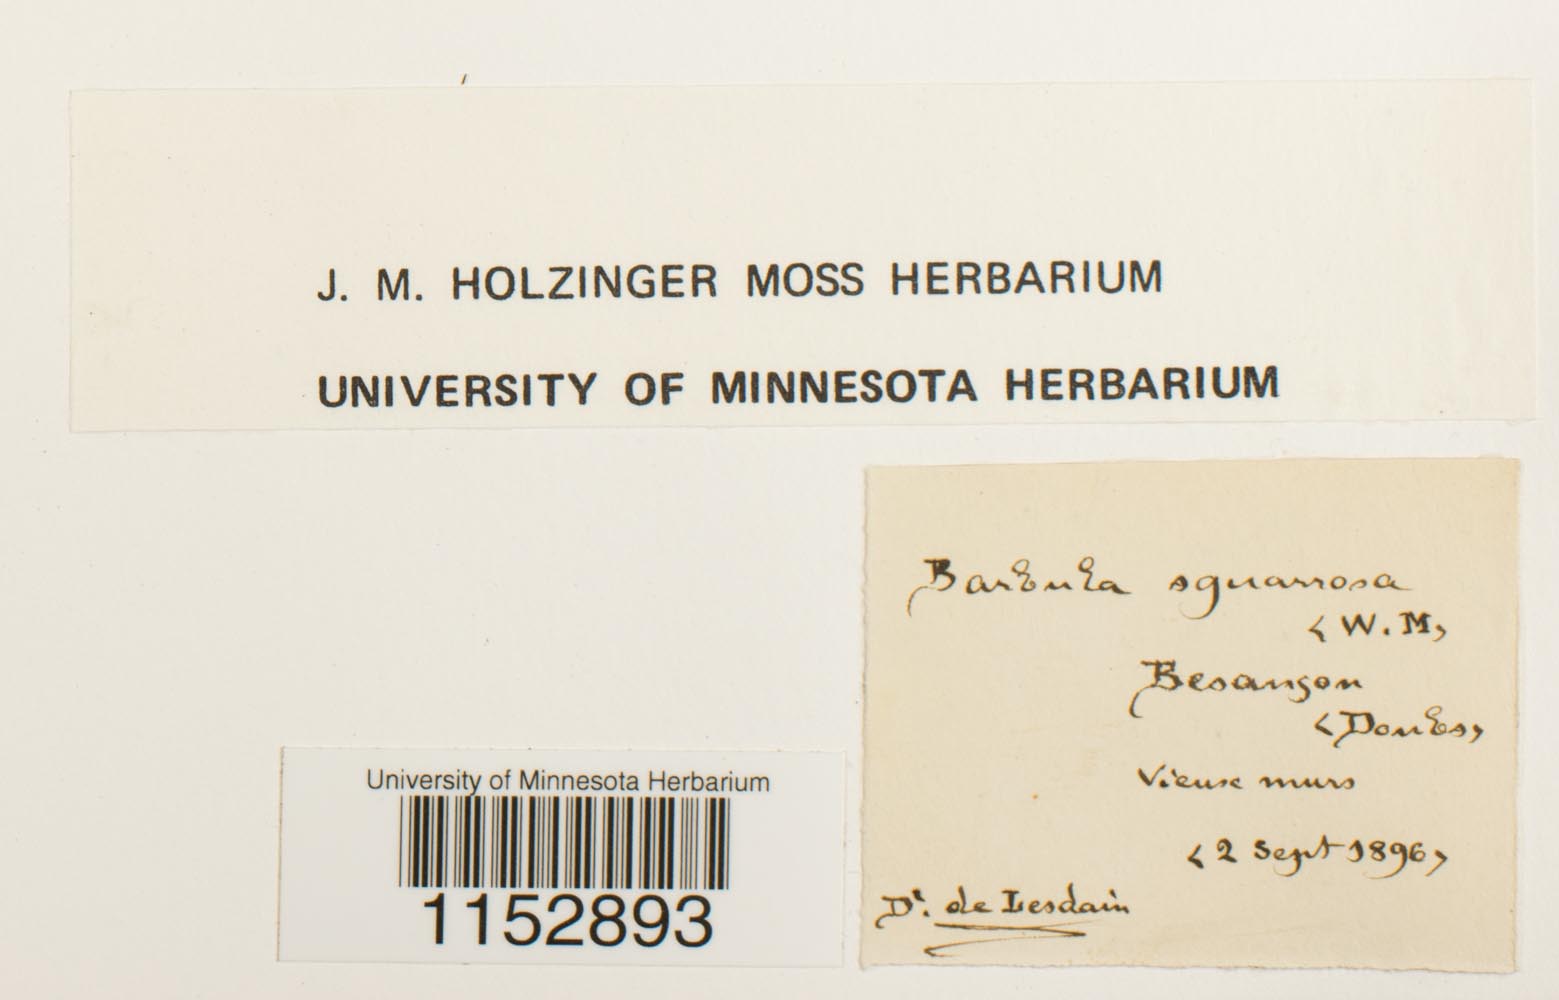 J. M. HOLZINGER MOSS HERBARIUM
UNIVERSITY OF MINNESOTA HERBARIUM
Barbula squarrosa
(W. M)
Besançon
(Doubs)
Vieux murs
(2 Sept 1896)
Dr. de Lesdain
University of Minnesota Herbarium
1152893